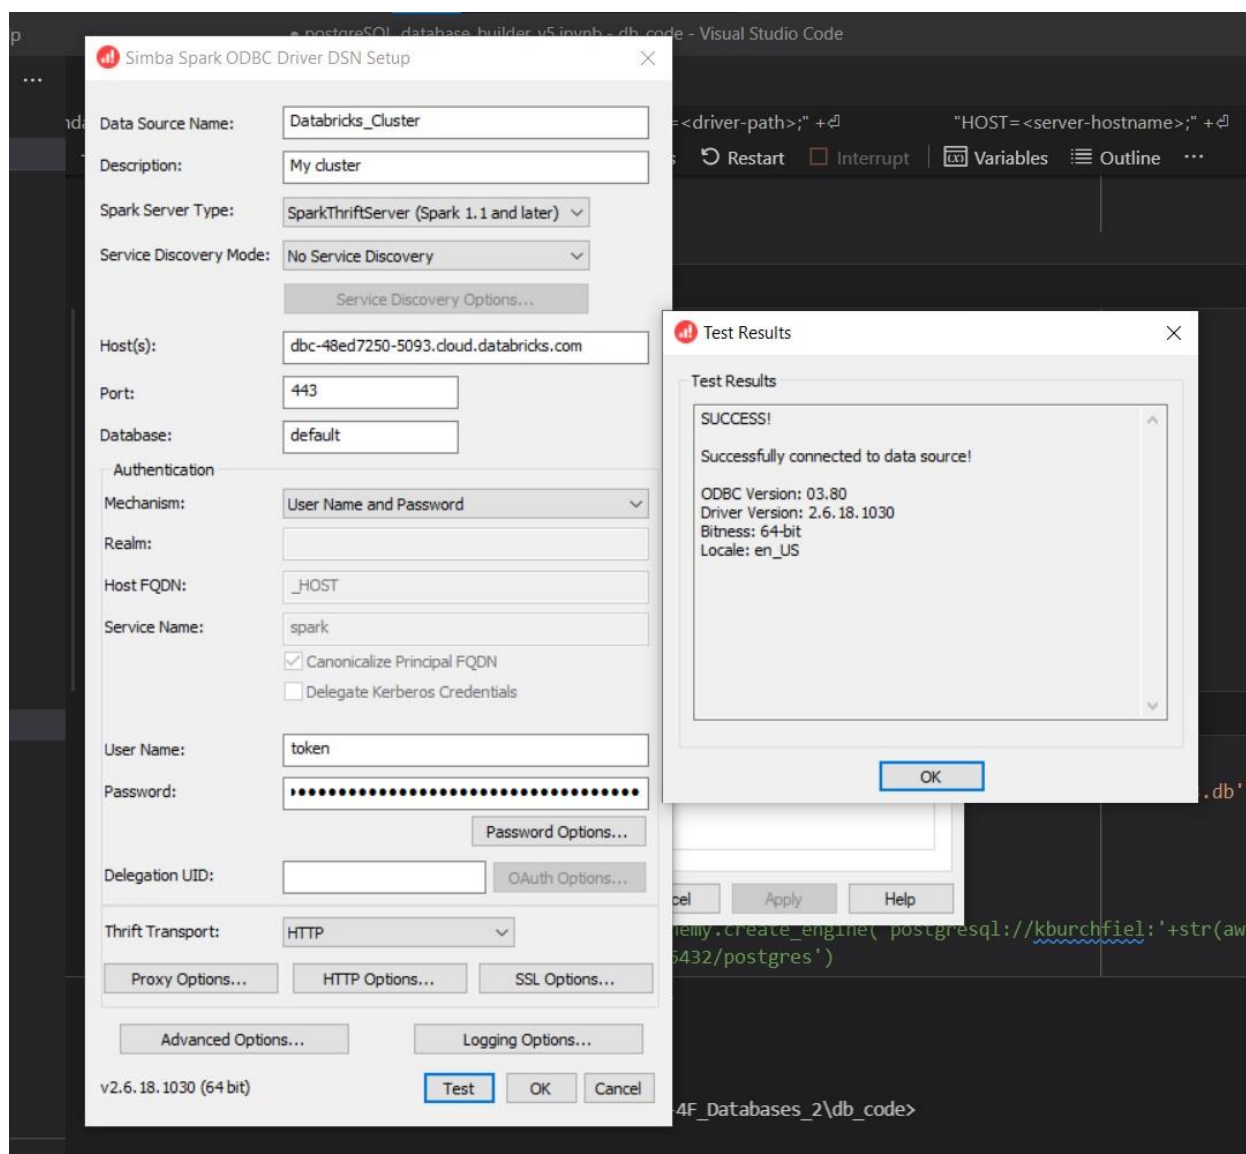 postgreSQL_database_builder_v5.ipynb - db_code - Visual Studio Code
Simba Spark ODBC Driver DSN Setup
Data Source Name:
Databricks_Cluster
=<driver-path>;" +⏎
"HOST=<server-hostname>;" +⏎
Description:
My cluster
Restart
Interrupt
Variables
Outline
Spark Server Type:
SparkThriftServer (Spark 1.1 and later)
Service Discovery Mode:
No Service Discovery
Service Discovery Options...
Host(s):
dbc-48ed7250-5093.cloud.databricks.com
Port:
443
Database:
default
Authentication
Mechanism:
User Name and Password
Realm:
Host FQDN:
_HOST
Service Name:
spark
Canonicalize Principal FQDN
Delegate Kerberos Credentials
User Name:
token
Password:
Password Options...
Delegation UID:
OAuth Options...
Thrift Transport:
HTTP
Proxy Options...
HTTP Options...
SSL Options...
Advanced Options...
Logging Options...
v2.6.18.1030 (64 bit)
Test
OK
Cancel
Test Results
Test Results
SUCCESS!
Successfully connected to data source!
ODBC Version: 03.80
Driver Version: 2.6.18.1030
Bitness: 64-bit
Locale: en_US
OK
.db'
Apply
Help
.create_engine('postgresql://kburchfiel:'+str(aw
5432/postgres')
4F_Databases_2\db_code>